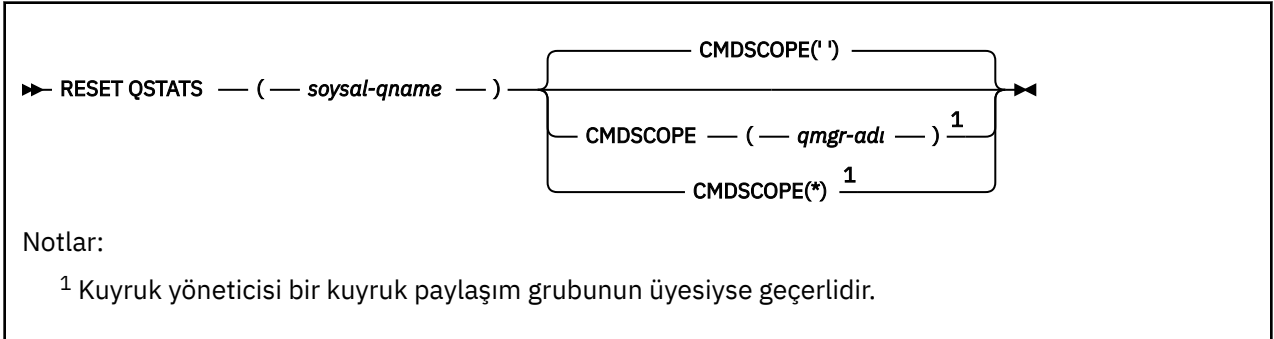 CMDSCOPE(' ')
RESET QSTATS ( soysal-qname )
CMDSCOPE ( qmgr-adı ) 1
CMDSCOPE(*) 1
Notlar:
1 Kuyruk yöneticisi bir kuyruk paylaşım grubunun üyesiyse geçerlidir.